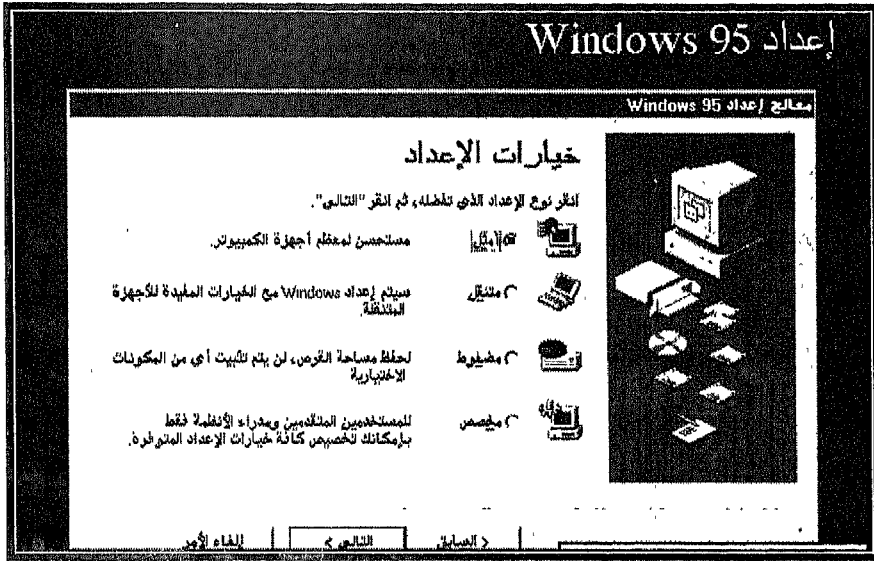 إعداد Windows 95
معالج إعداد Windows 95
خيارات الإعداد
انقر نوع الإعداد الذي تفضله، ثم انقر "التالي".
أمثل
مستحسن لمعظم أجهزة الكمبيوتر.
متنقل
سيتم إعداد Windows مع الخيارات المفيدة للأجهزة
المتنقلة.
مضغوط
لحفظ مساحة القرص، لن يتم تثبيت أي من المكونات
الاختيارية
مخصص
للمستخدمين المتقدمين ومدراء الأنظمة فقط
بإمكانك تخصيص كافة خيارات الإعداد المتوفرة.
< السابق
التالي >
إلغاء الأمر